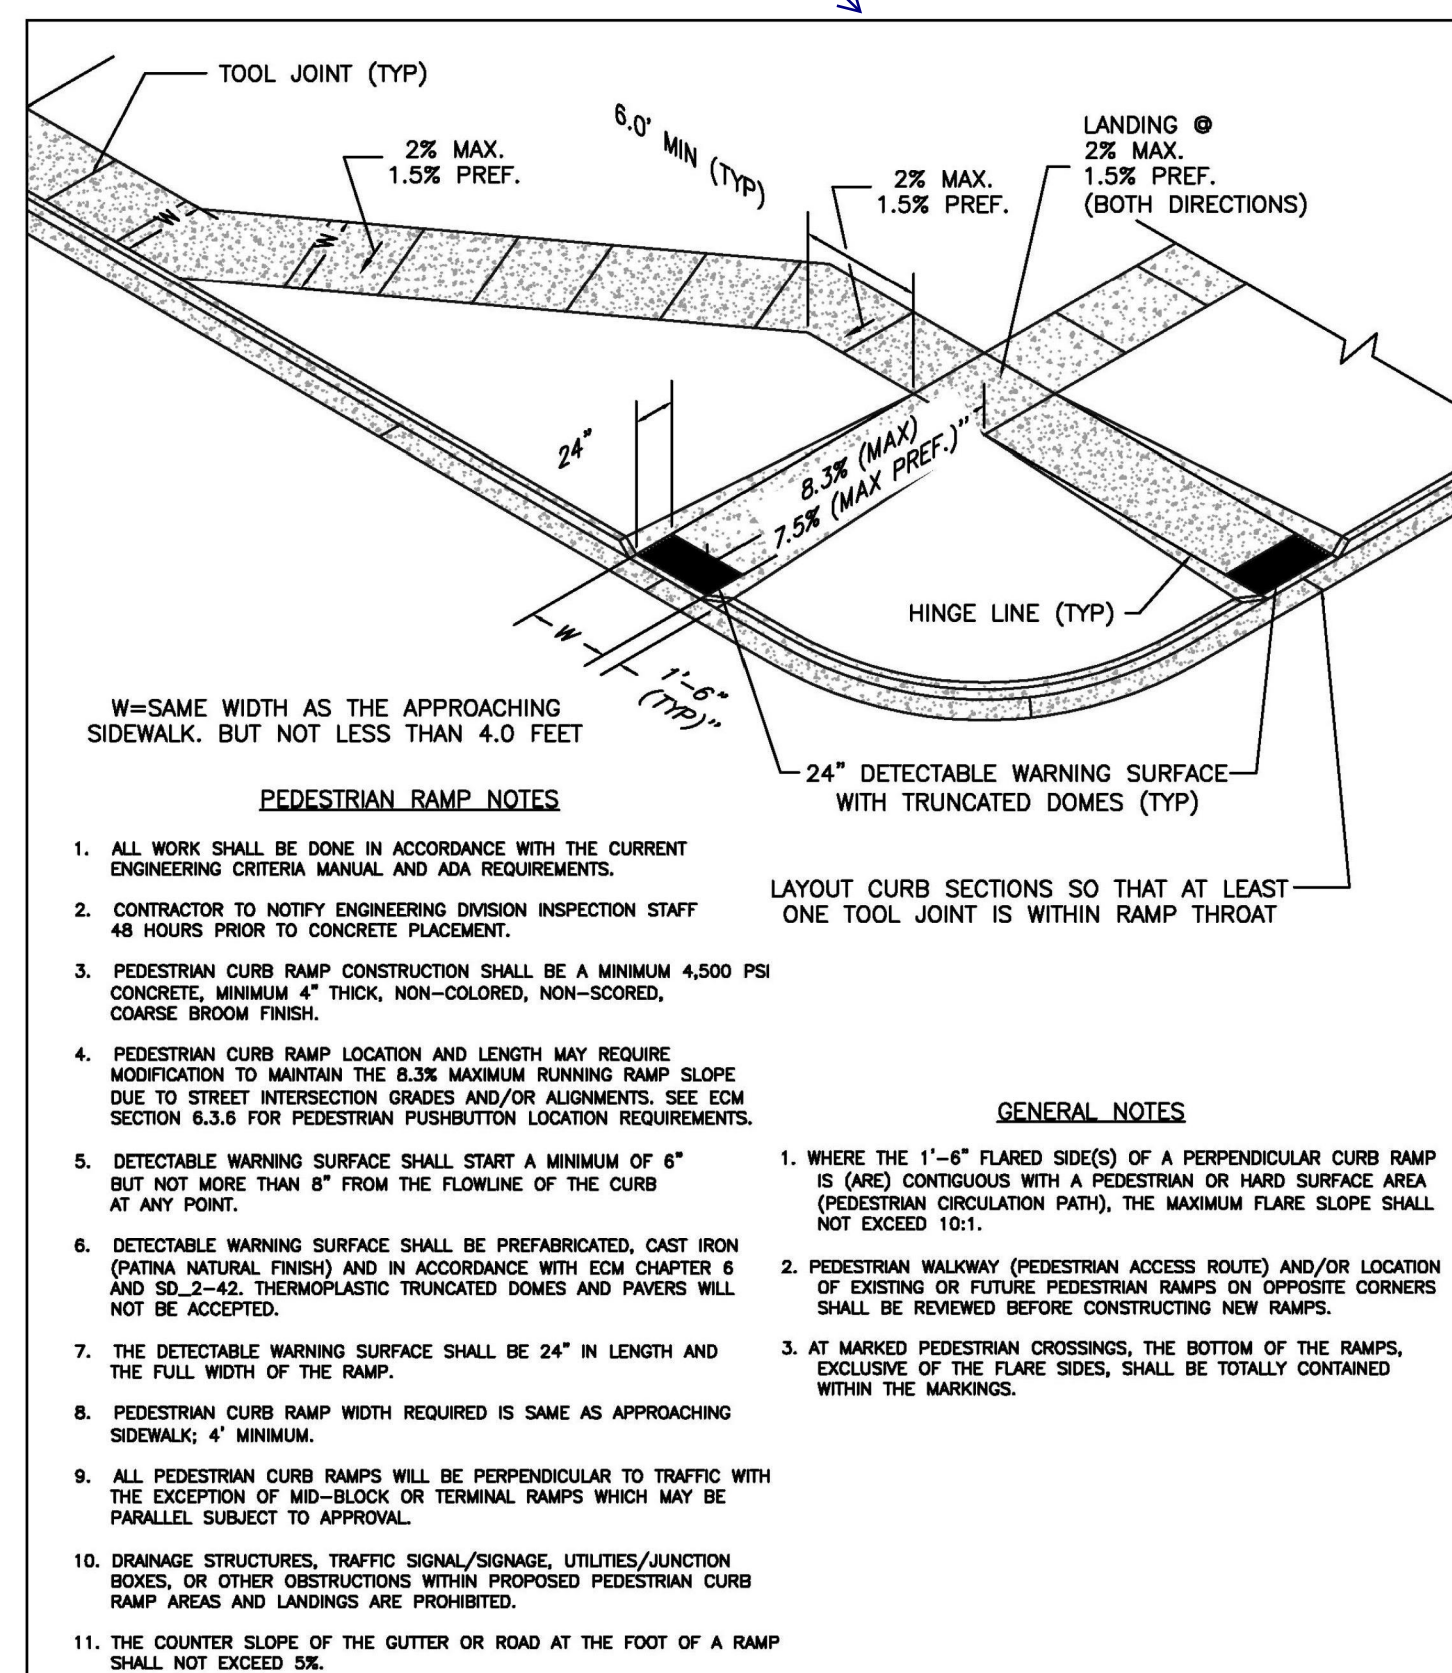 TOOL JOINT (TYP)
2% MAX.
1.5% PREF.
6.0' MIN (TYP)
2% MAX.
1.5% PREF.
LANDING @
2% MAX.
1.5% PREF.
(BOTH DIRECTIONS)
W
W
24"
8.3% (MAX)
7.5% (MAX PREF.)"
HINGE LINE (TYP)
W
1'-6"
(TYP)"
W=SAME WIDTH AS THE APPROACHING
SIDEWALK. BUT NOT LESS THAN 4.0 FEET
24" DETECTABLE WARNING SURFACE
WITH TRUNCATED DOMES (TYP)
LAYOUT CURB SECTIONS SO THAT AT LEAST
ONE TOOL JOINT IS WITHIN RAMP THROAT
PEDESTRIAN RAMP NOTES
1. ALL WORK SHALL BE DONE IN ACCORDANCE WITH THE CURRENT
ENGINEERING CRITERIA MANUAL AND ADA REQUIREMENTS.
2. CONTRACTOR TO NOTIFY ENGINEERING DIVISION INSPECTION STAFF
48 HOURS PRIOR TO CONCRETE PLACEMENT.
3. PEDESTRIAN CURB RAMP CONSTRUCTION SHALL BE A MINIMUM 4,500 PSI
CONCRETE, MINIMUM 4" THICK, NON-COLORED, NON-SCORED,
COARSE BROOM FINISH.
4. PEDESTRIAN CURB RAMP LOCATION AND LENGTH MAY REQUIRE
MODIFICATION TO MAINTAIN THE 8.3% MAXIMUM RUNNING RAMP SLOPE
DUE TO STREET INTERSECTION GRADES AND/OR ALIGNMENTS. SEE ECM
SECTION 6.3.6 FOR PEDESTRIAN PUSHBUTTON LOCATION REQUIREMENTS.
5. DETECTABLE WARNING SURFACE SHALL START A MINIMUM OF 6"
BUT NOT MORE THAN 8" FROM THE FLOWLINE OF THE CURB
AT ANY POINT.
6. DETECTABLE WARNING SURFACE SHALL BE PREFABRICATED, CAST IRON
(PATINA NATURAL FINISH) AND IN ACCORDANCE WITH ECM CHAPTER 6
AND SD_2-42. THERMOPLASTIC TRUNCATED DOMES AND PAVERS WILL
NOT BE ACCEPTED.
7. THE DETECTABLE WARNING SURFACE SHALL BE 24" IN LENGTH AND
THE FULL WIDTH OF THE RAMP.
8. PEDESTRIAN CURB RAMP WIDTH REQUIRED IS SAME AS APPROACHING
SIDEWALK; 4' MINIMUM.
9. ALL PEDESTRIAN CURB RAMPS WILL BE PERPENDICULAR TO TRAFFIC WITH
THE EXCEPTION OF MID-BLOCK OR TERMINAL RAMPS WHICH MAY BE
PARALLEL SUBJECT TO APPROVAL.
10. DRAINAGE STRUCTURES, TRAFFIC SIGNAL/SIGNAGE, UTILITIES/JUNCTION
BOXES, OR OTHER OBSTRUCTIONS WITHIN PROPOSED PEDESTRIAN CURB
RAMP AREAS AND LANDINGS ARE PROHIBITED.
11. THE COUNTER SLOPE OF THE GUTTER OR ROAD AT THE FOOT OF A RAMP
SHALL NOT EXCEED 5%.
GENERAL NOTES
1. WHERE THE 1'-6" FLARED SIDE(S) OF A PERPENDICULAR CURB RAMP
IS (ARE) CONTIGUOUS WITH A PEDESTRIAN OR HARD SURFACE AREA
(PEDESTRIAN CIRCULATION PATH), THE MAXIMUM FLARE SLOPE SHALL
NOT EXCEED 10:1.
2. PEDESTRIAN WALKWAY (PEDESTRIAN ACCESS ROUTE) AND/OR LOCATION
OF EXISTING OR FUTURE PEDESTRIAN RAMPS ON OPPOSITE CORNERS
SHALL BE REVIEWED BEFORE CONSTRUCTING NEW RAMPS.
3. AT MARKED PEDESTRIAN CROSSINGS, THE BOTTOM OF THE RAMPS,
EXCLUSIVE OF THE FLARE SIDES, SHALL BE TOTALLY CONTAINED
WITHIN THE MARKINGS.